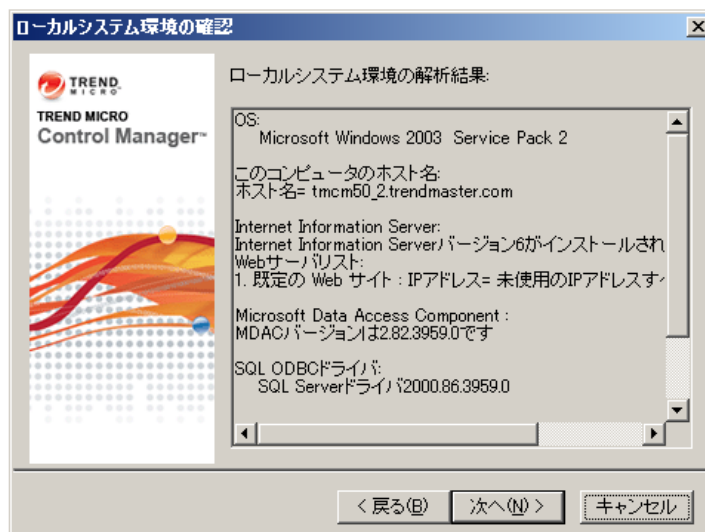 ローカルシステム環境の確認
TREND
MICRO
TREND MICRO
Control Manager™
ローカルシステム環境の解析結果:
OS:
Microsoft Windows 2003 Service Pack 2
このコンピュータのホスト名:
ホスト名= tmcm50_2.trendmaster.com
Internet Information Server:
Internet Information Serverバージョン6がインストールされ
Webサーバリスト:
1. 既定の Web サイト : IPアドレス= 未使用のIPアドレスす
Microsoft Data Access Component :
MDACバージョンは2.82.3959.0です
SQL ODBCドライバ:
SQL Serverドライバ2000.86.3959.0
< 戻る(B)
次へ(N) >
キャンセル